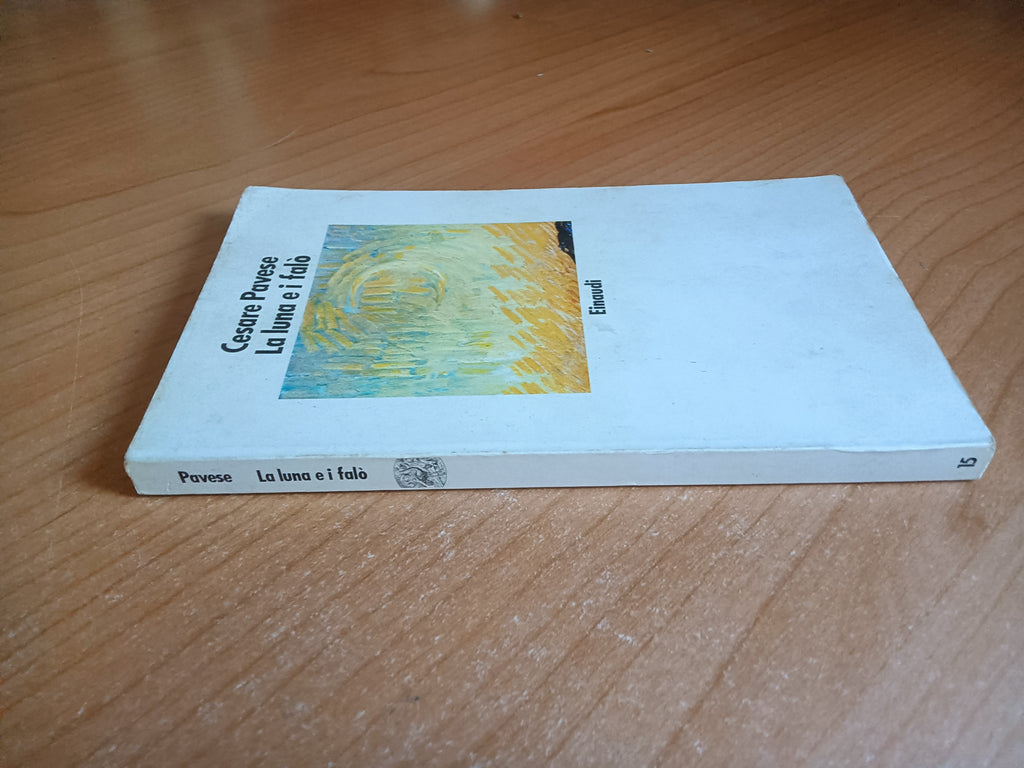 Cesare Pavese
La luna e i falò
Einaudi
Pavese La luna e i falò
15